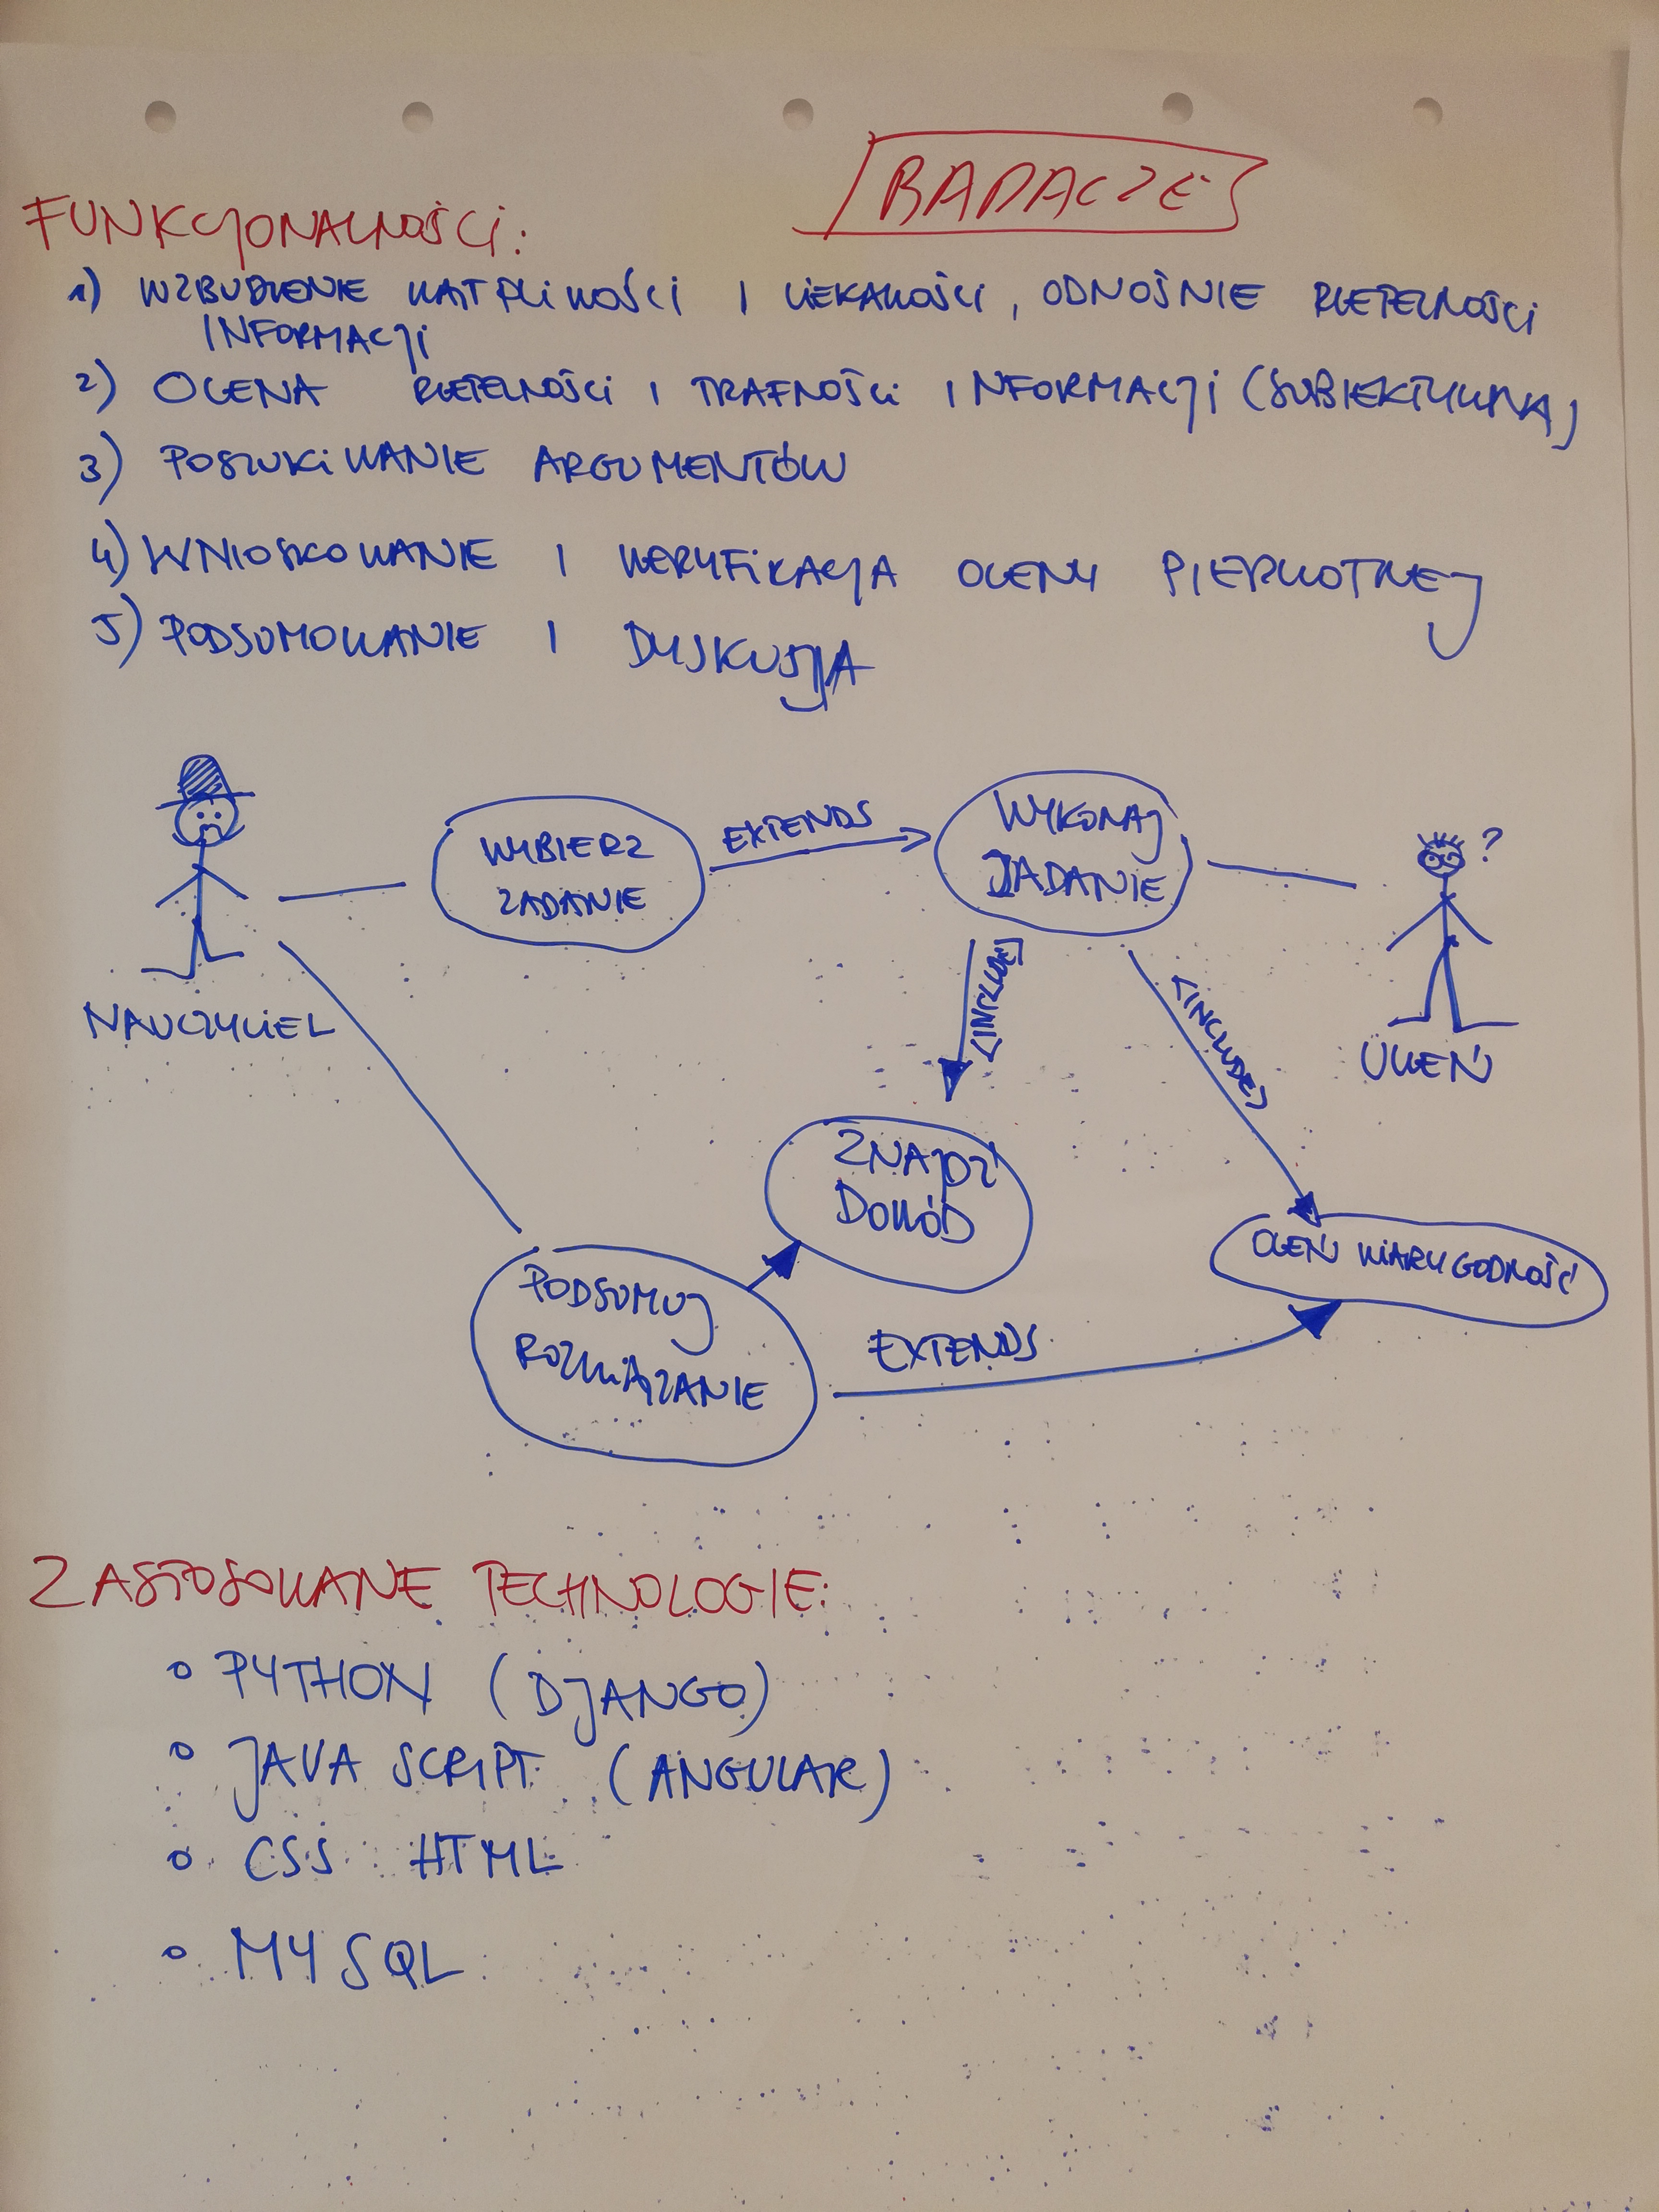 BADACZE
FUNKCJONALNOŚCI:
1) WZBUDZENIE WĄTPLIWOŚCI I CIEKAWOŚCI, ODNOŚNIE RZETELNOŚCI
INFORMACJI
2) OCENA RZETELNOŚCI I TRAFNOŚCI INFORMACJI (SUBIEKTYWNA)
3) POSZUKIWANIE ARGUMENTÓW
4) WNIOSKOWANIE I WERYFIKACJA OCENY PIERWOTNEJ
5) PODSUMOWANIE I DYSKUSJA
WYBIERZ
ZADANIE
EXTENDS
WYKONAJ
ZADANIE
?
NAUCZYCIEL
<INCLUDE>
<INCLUDE>
UCZEŃ
ZNAJDŹ
DOWÓD
OCEŃ WIARYGODNOŚĆ
PODSUMUJ
ROZWIĄZANIE
EXTENDS
ZASTOSOWANE TECHNOLOGIE:
○ PYTHON (DJANGO)
○ JAVA SCRIPT (ANGULAR)
○ CSS HTML
○ MY SQL